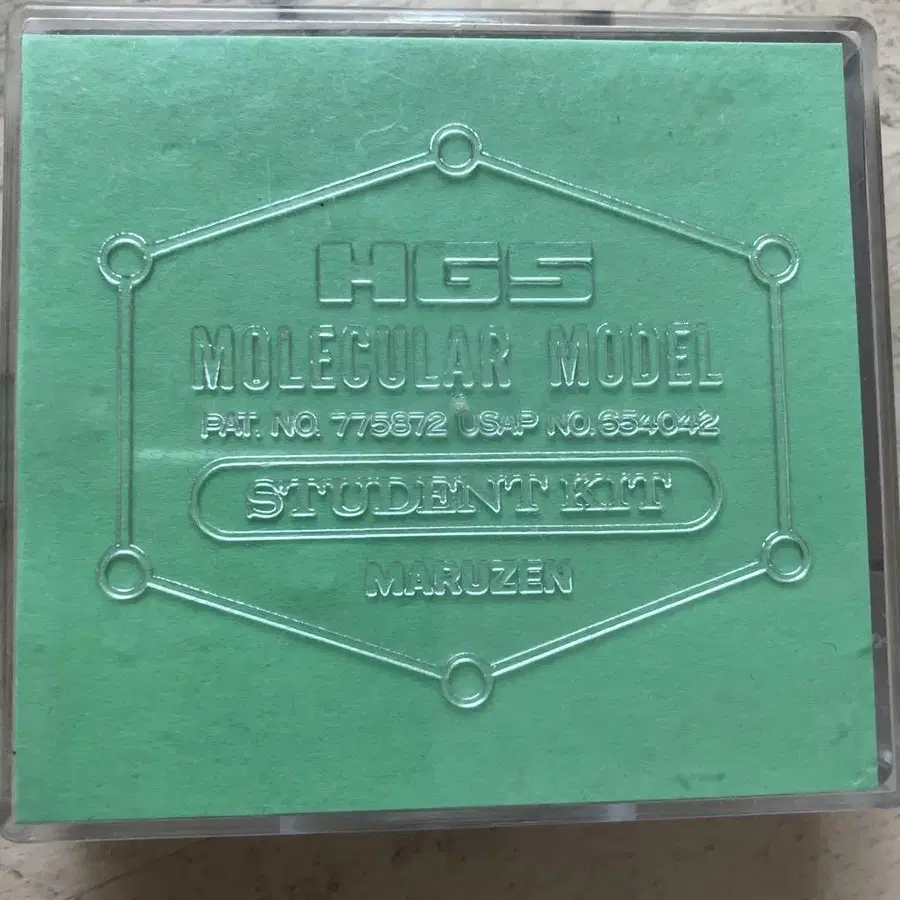 HGS
MOLECULAR MODEL
PAT. NO. 775872 USAP NO. 654042
STUDENT KIT
MARUZEN